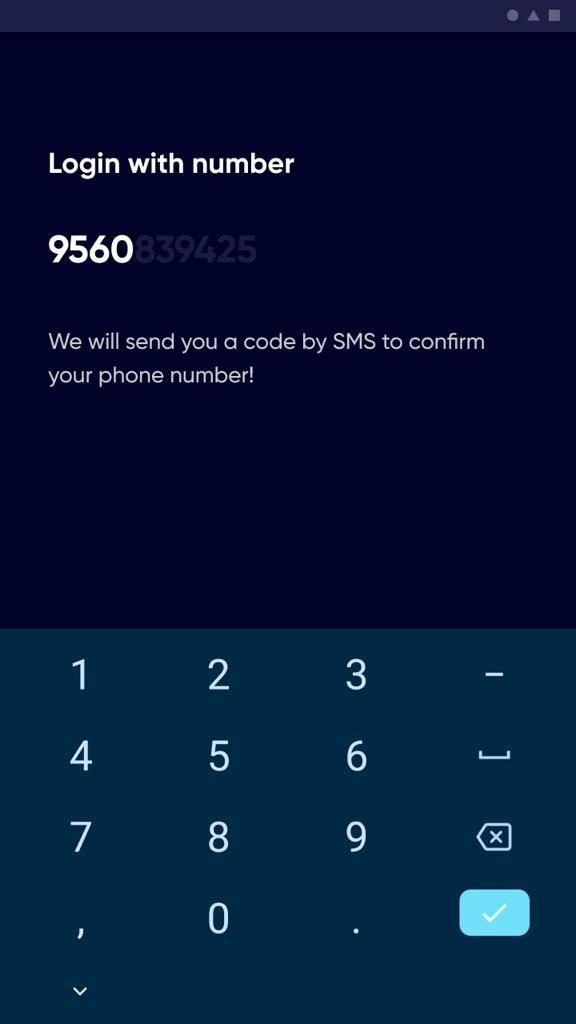 Login with number
9560839425
We will send you a code by SMS to confirm
your phone number!
1 2 3 -
4 5 6
7 8 9
, 0 .